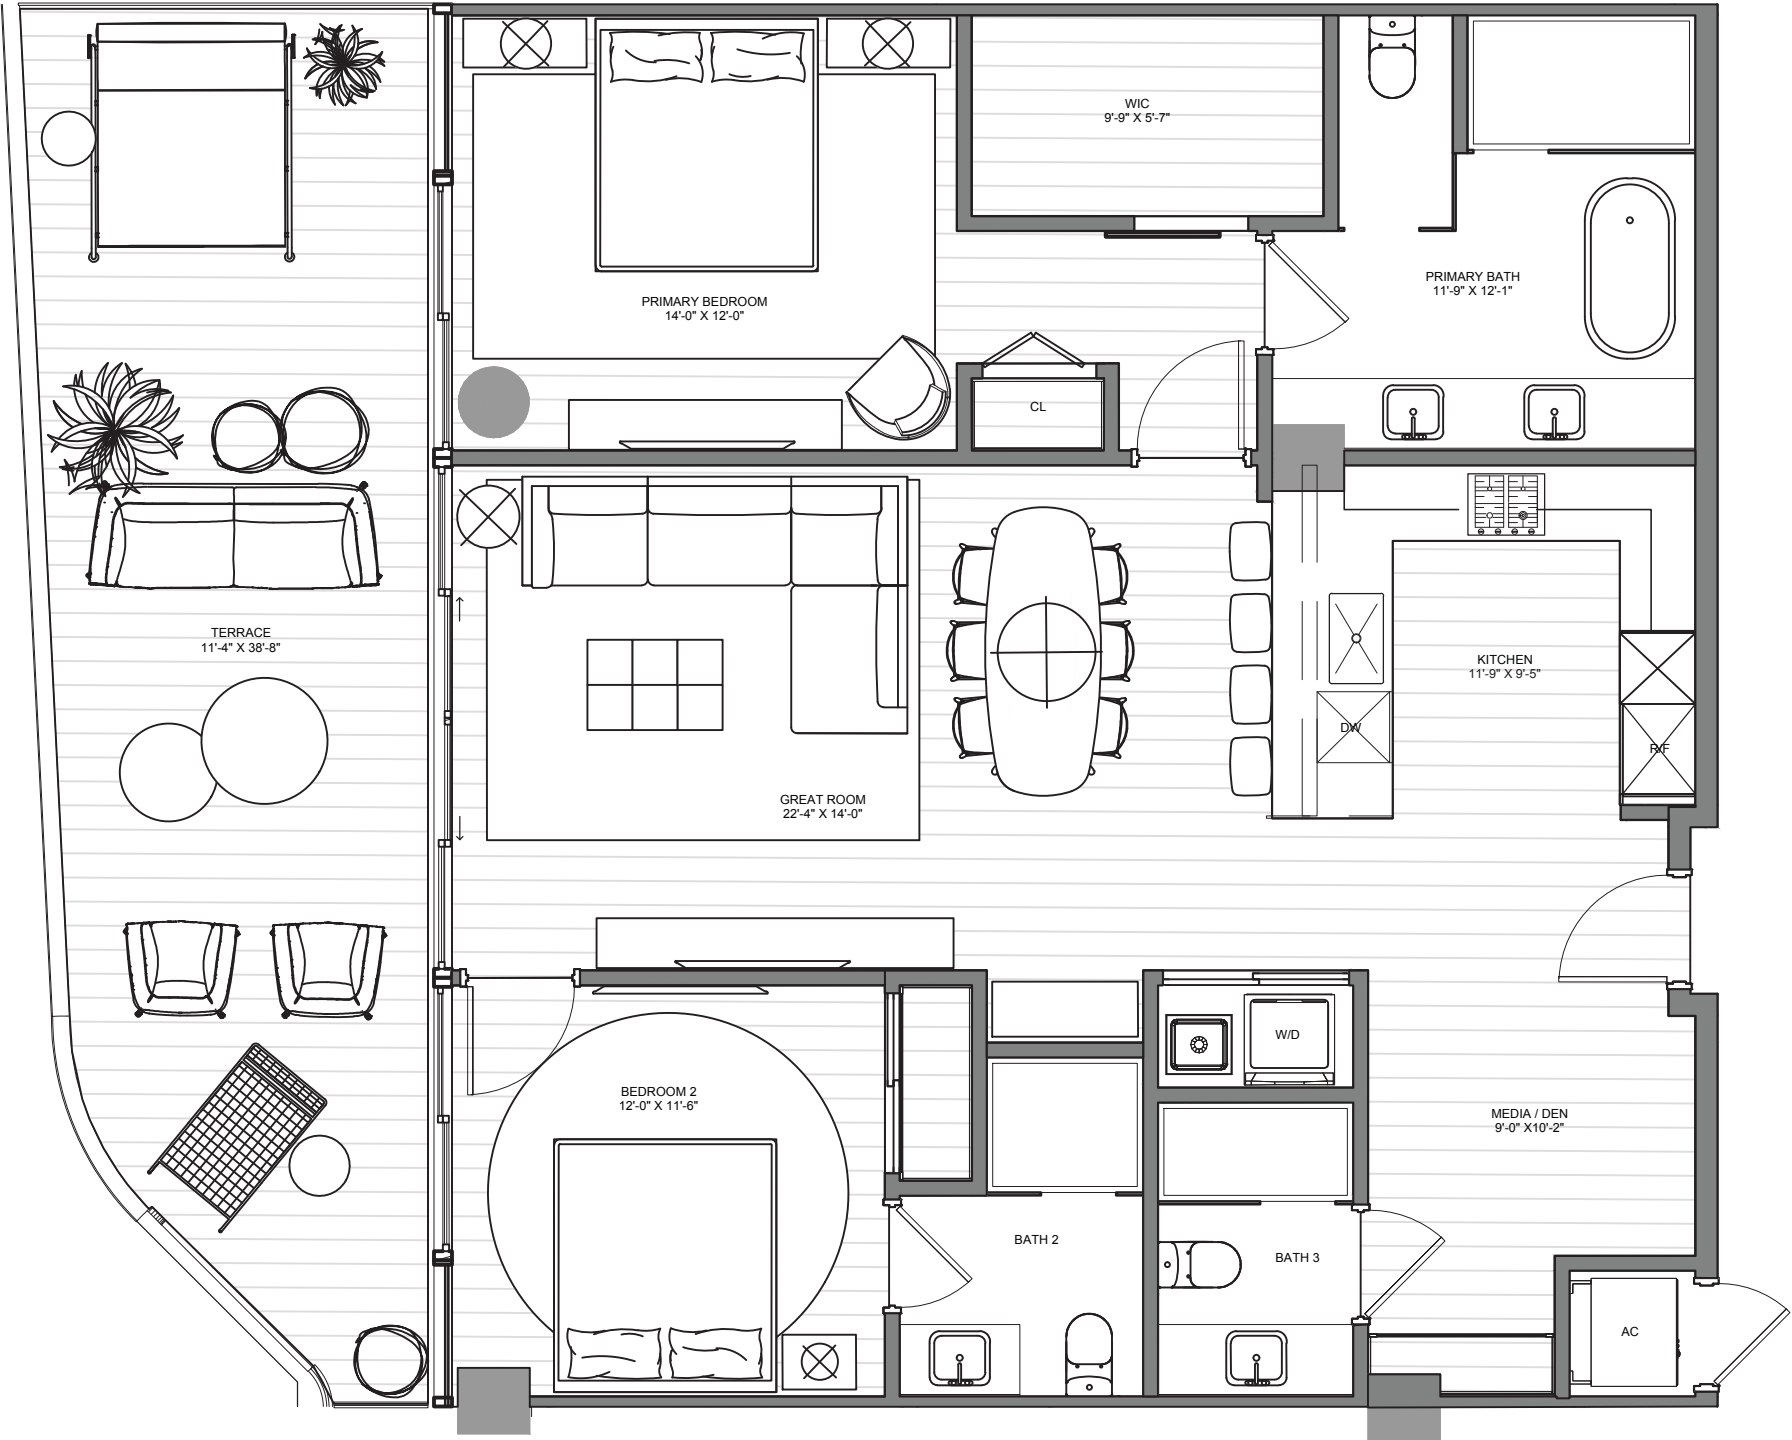 WIC
9'-9" X 5'-7"
PRIMARY BATH
11'-9" X 12'-1"
PRIMARY BEDROOM
14'-0" X 12'-0"
CL
TERRACE
11'-4" X 38'-8"
KITCHEN
11'-9" X 9'-5"
DW
R/F
GREAT ROOM
22'-4" X 14'-0"
W/D
BEDROOM 2
12'-0" X 11'-6"
MEDIA / DEN
9'-0" X10'-2"
BATH 2
BATH 3
AC